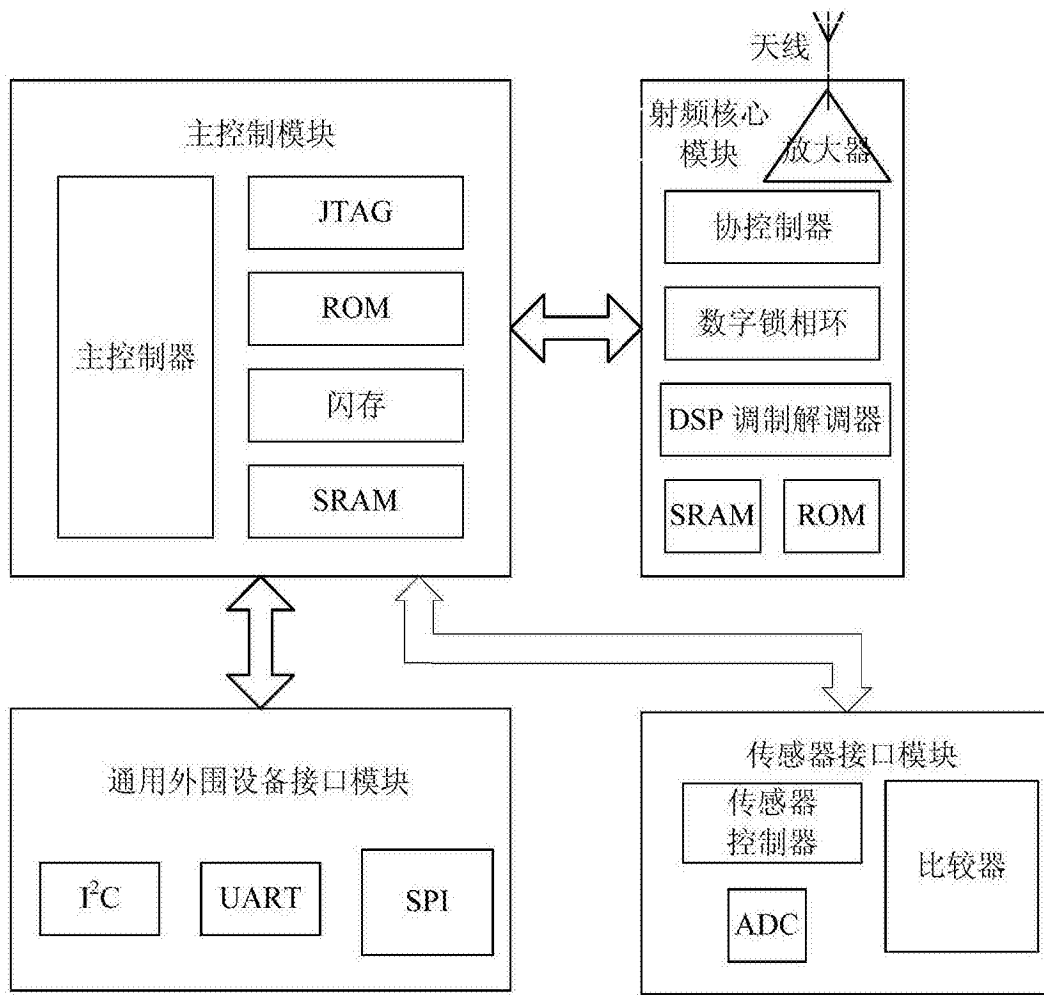 天线
主控制模块
主控制器
JTAG
ROM
闪存
SRAM
射频核心
模块
放大器
协控制器
数字锁相环
DSP 调制解调器
SRAM
ROM
通用外围设备接口模块
I²C
UART
SPI
传感器接口模块
传感器
控制器
比较器
ADC